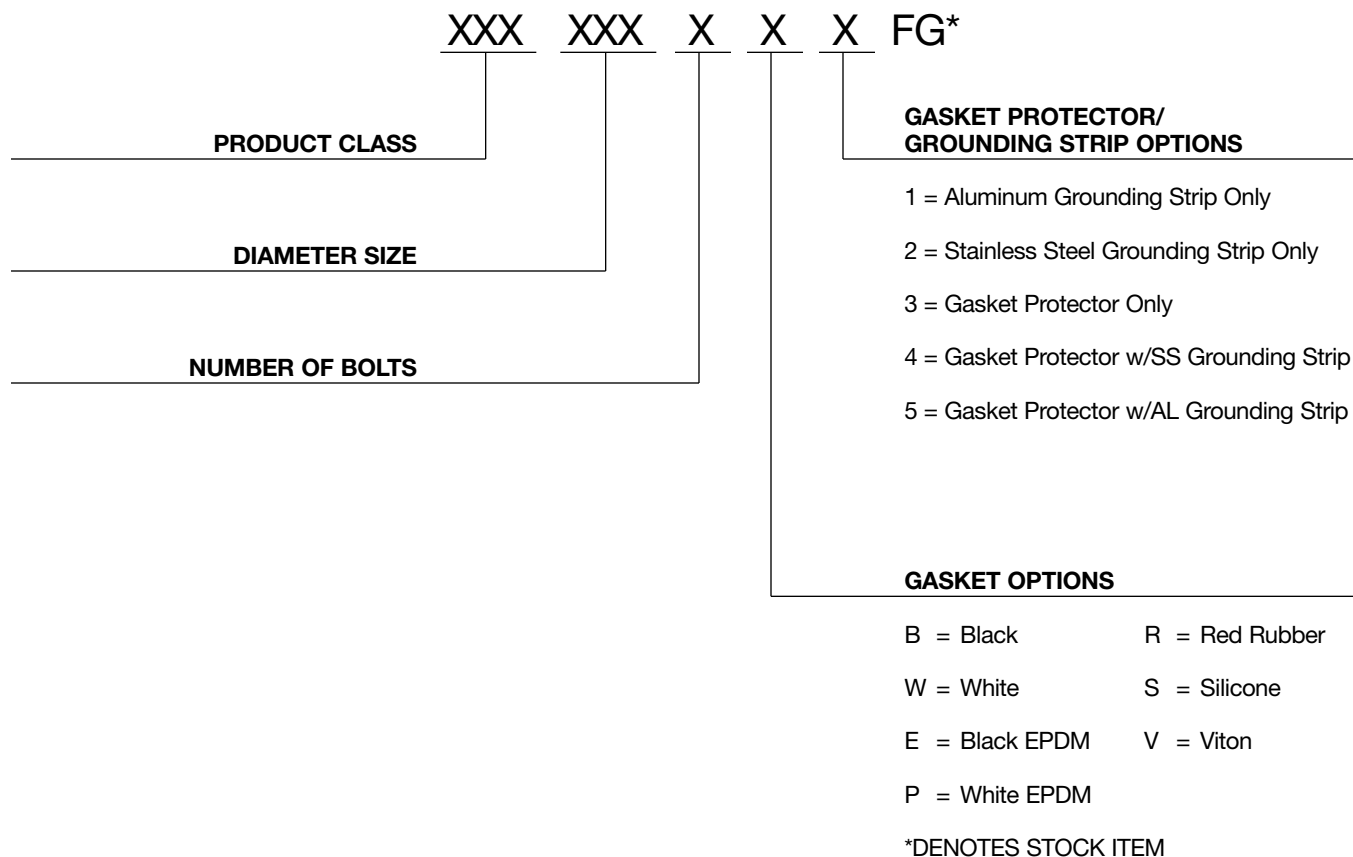 XXX XXX X X X FG*
PRODUCT CLASS
DIAMETER SIZE
NUMBER OF BOLTS
GASKET PROTECTOR/
GROUNDING STRIP OPTIONS
1 = Aluminum Grounding Strip Only
2 = Stainless Steel Grounding Strip Only
3 = Gasket Protector Only
4 = Gasket Protector w/SS Grounding Strip
5 = Gasket Protector w/AL Grounding Strip
GASKET OPTIONS
B = Black R = Red Rubber
W = White S = Silicone
E = Black EPDM V = Viton
P = White EPDM
*DENOTES STOCK ITEM